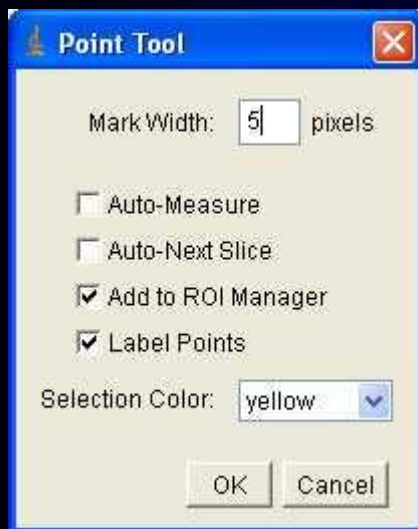 Point Tool
Mark Width: 5 pixels
Auto-Measure
Auto-Next Slice
Add to ROI Manager
Label Points
Selection Color: yellow
OK Cancel